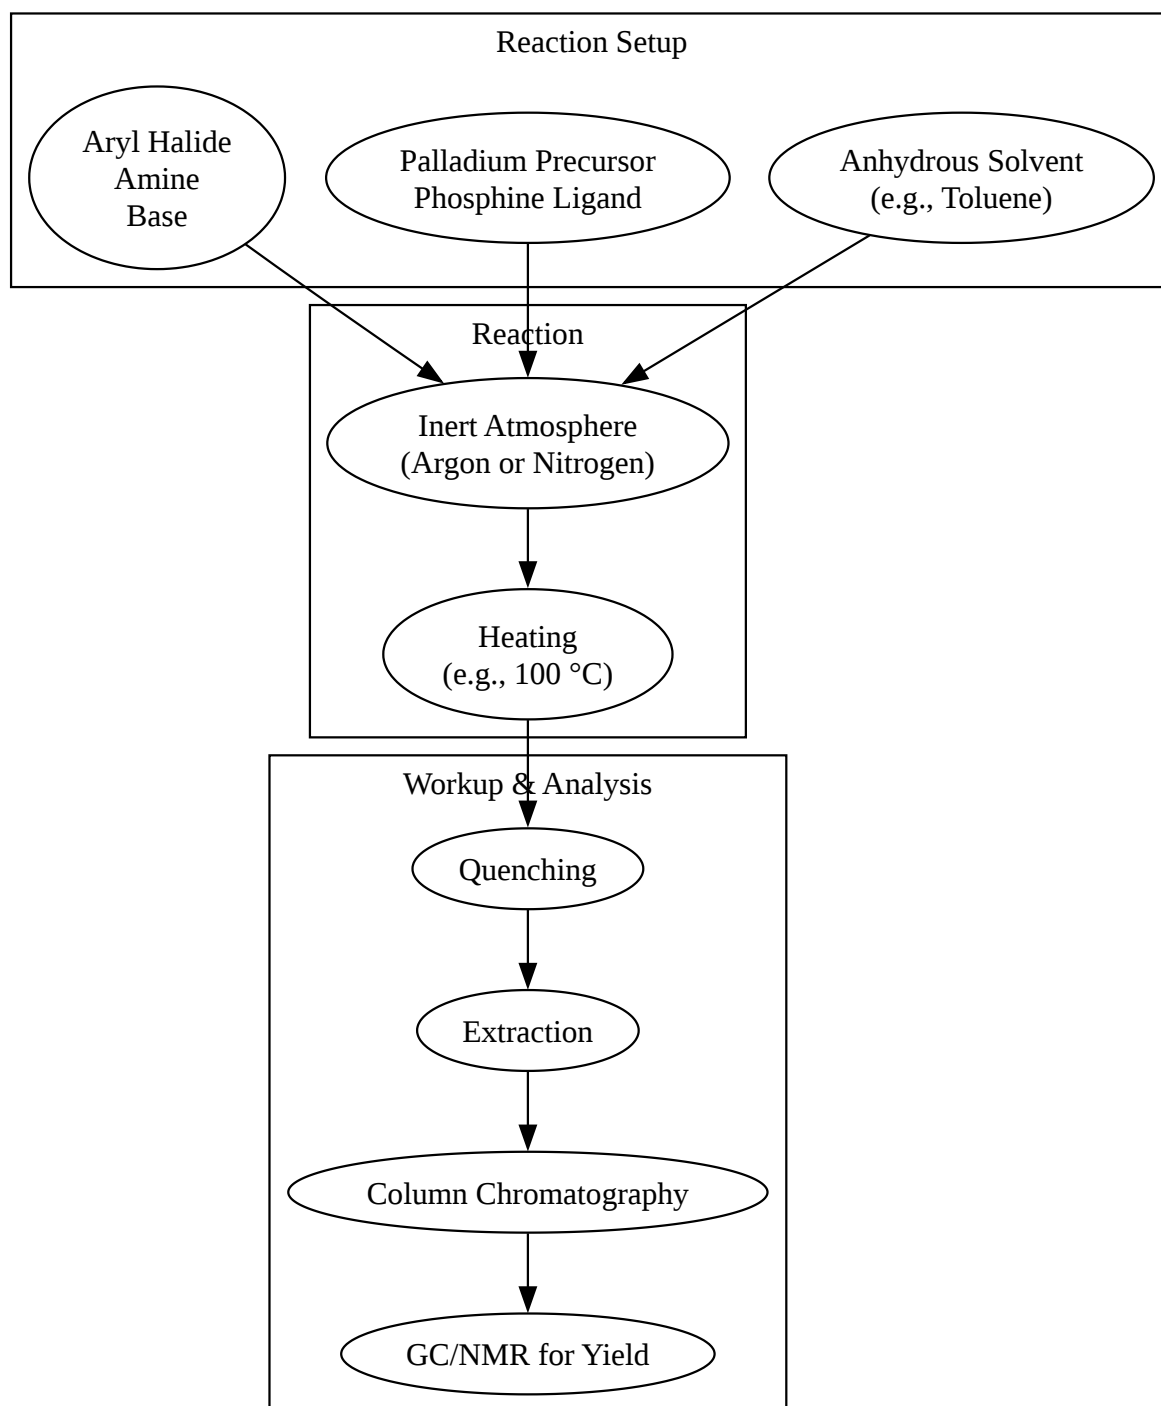 Reaction Setup
Aryl Halide
Amine
Base
Palladium Precursor
Phosphine Ligand
Anhydrous Solvent
(e.g., Toluene)
Reaction
Inert Atmosphere
(Argon or Nitrogen)
Heating
(e.g., 100 °C)
Workup & Analysis
Quenching
Extraction
Column Chromatography
GC/NMR for Yield